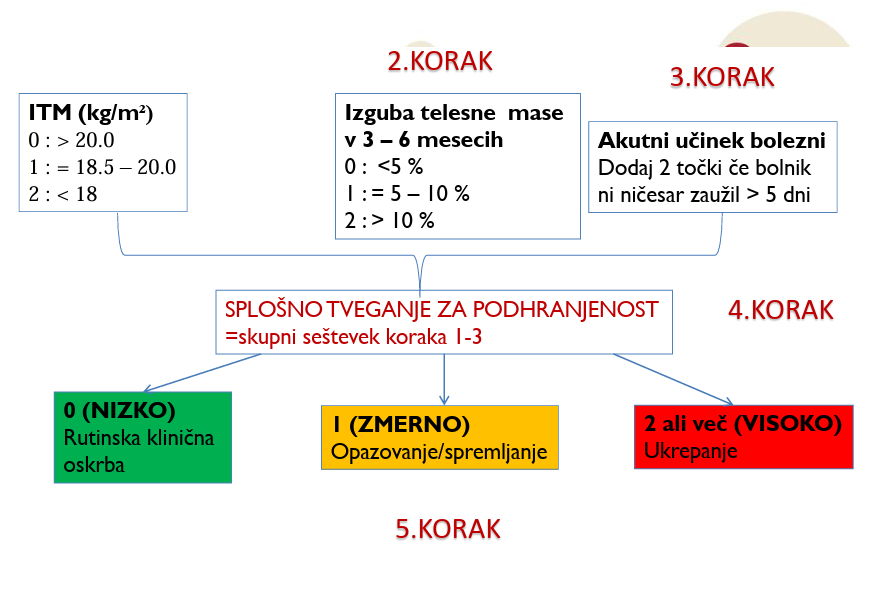 2.KORAK
3.KORAK
ITM (kg/m²)
0 : > 20.0
1 : = 18.5 – 20.0
2 : < 18
Izguba telesne mase
v 3 – 6 mesecih
0 : <5 %
1 : = 5 – 10 %
2 : > 10 %
Akutni učinek bolezni
Dodaj 2 točki če bolnik
ni ničesar zaužil > 5 dni
SPLOŠNO TVEGANJE ZA PODHRANJENOST
=skupni seštevek koraka 1-3
4.KORAK
0 (NIZKO)
Rutinska klinična
oskrba
1 (ZMERNO)
Opazovanje/spremljanje
2 ali več (VISOKO)
Ukrepanje
5.KORAK